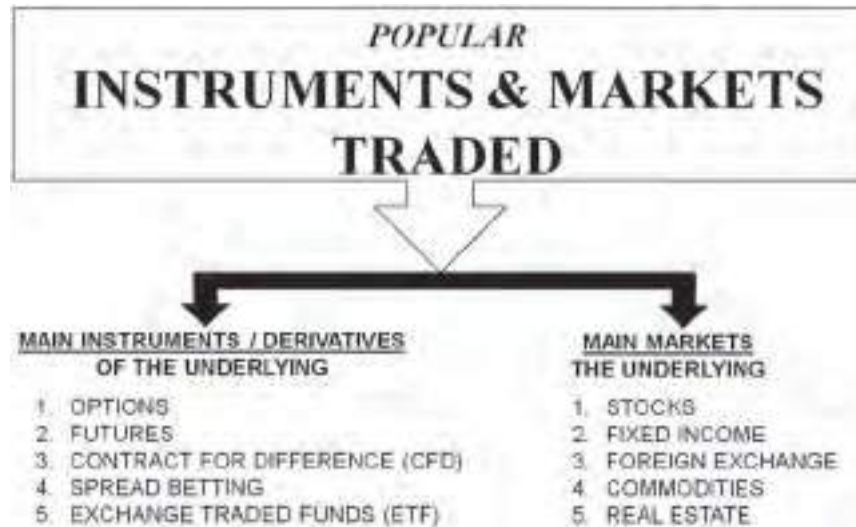 POPULAR
INSTRUMENTS & MARKETS
TRADED
MAIN INSTRUMENTS / DERIVATIVES
OF THE UNDERLYING
1. OPTIONS
2. FUTURES
3. CONTRACT FOR DIFFERENCE (CFD)
4. SPREAD BETTING
5. EXCHANGE TRADED FUNDS (ETF)
MAIN MARKETS
THE UNDERLYING
1. STOCKS
2. FIXED INCOME
3. FOREIGN EXCHANGE
4. COMMODITIES
5. REAL ESTATE